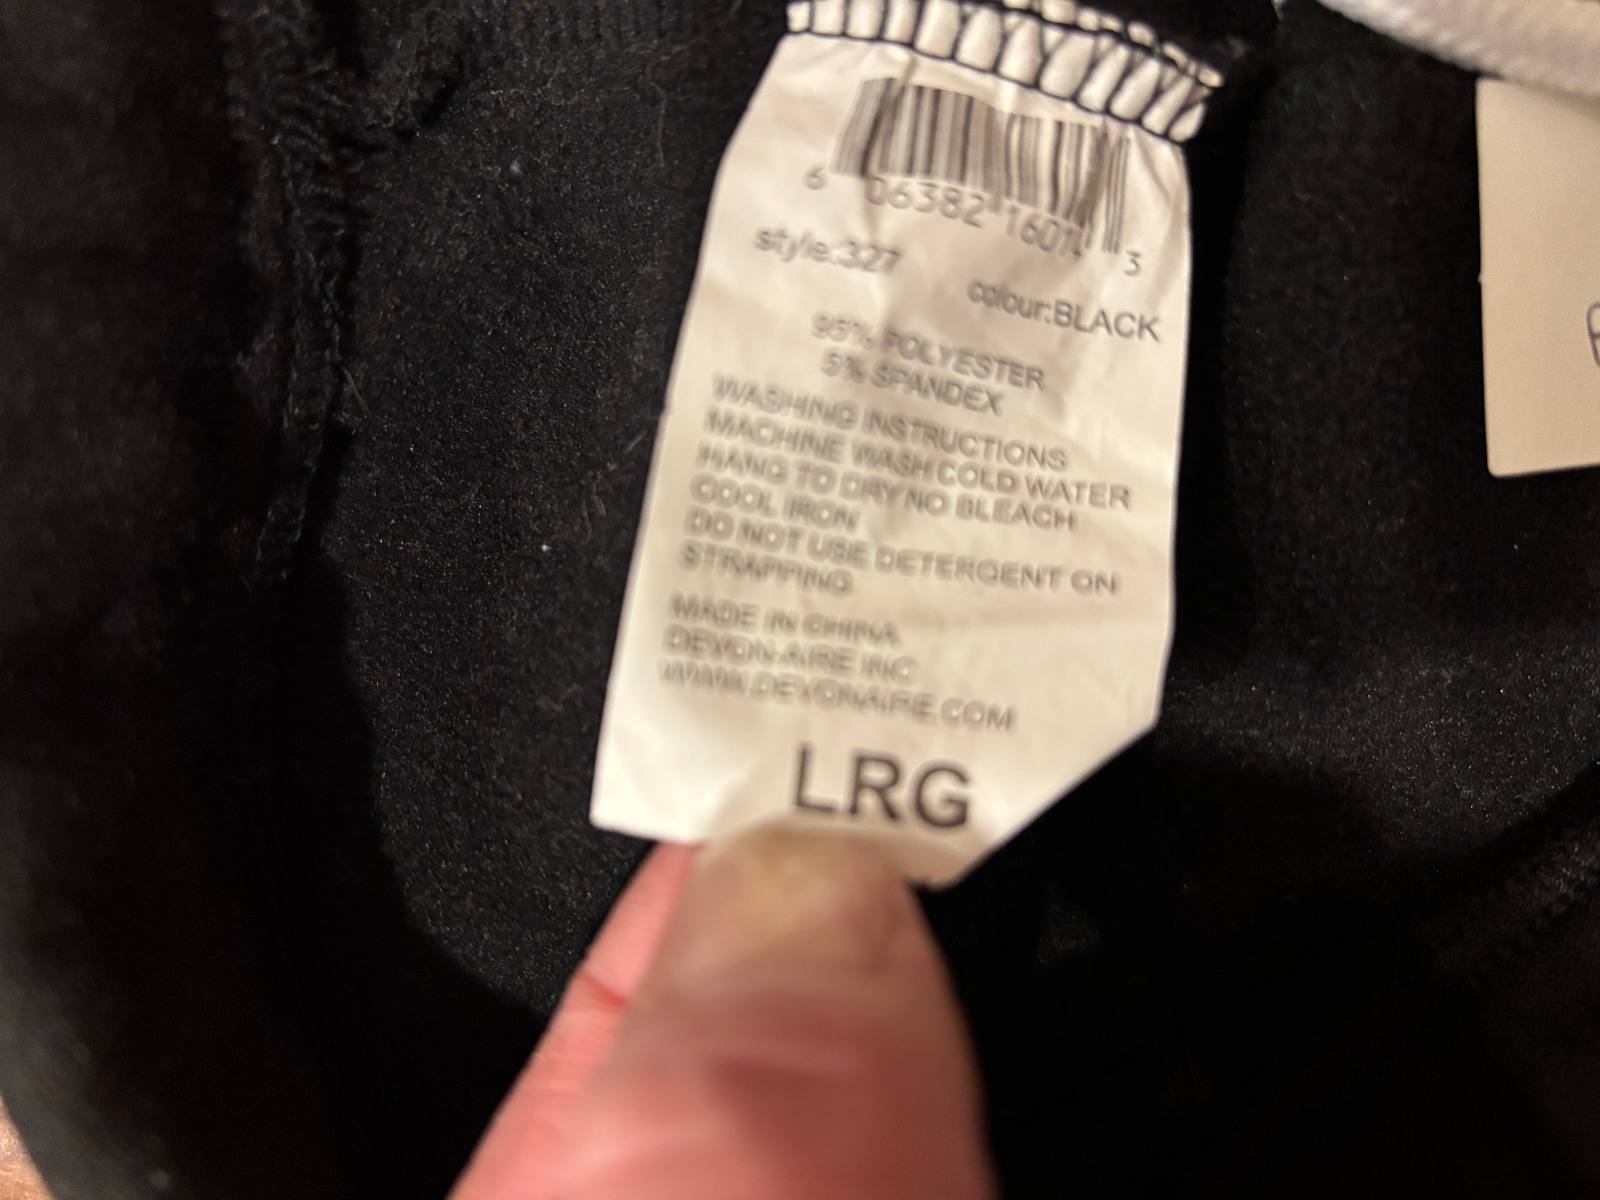 6 06382 1601 3
style:327
colour:BLACK
95% POLYESTER
5% SPANDEX
WASHING INSTRUCTIONS
MACHINE WASH COLD WATER
HANG TO DRY NO BLEACH
COOL IRON
DO NOT USE DETERGENT ON
STRAPPING
MADE IN CHINA
DEVON-AIRE INC
WWW.DEVONAIRE.COM
LRG